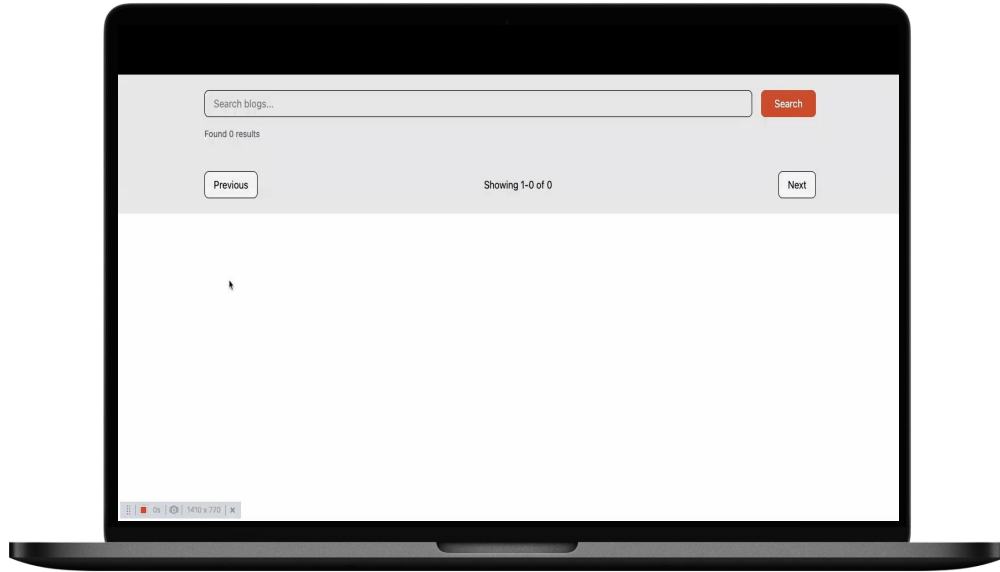 Search blogs...
Search
Found 0 results
Previous
Showing 1-0 of 0
Next
0s
1410 x 770